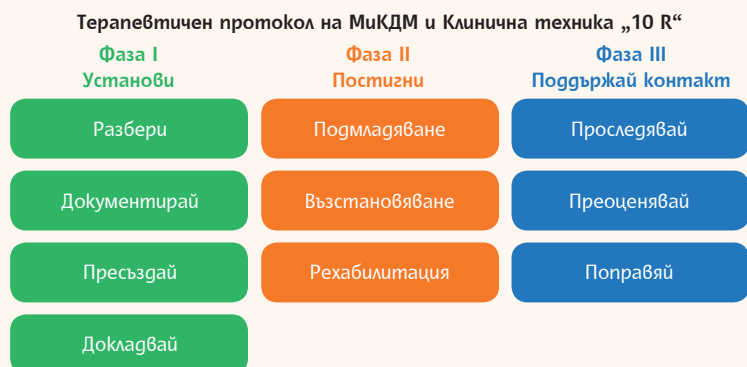 Терапевтичен протокол на МиКДМ и Клинична техника „10 R“
Фаза I
Установи
Разбери
Документирай
Пресъздай
Докладвай
Фаза II
Постигни
Подмладяване
Възстановяване
Рехабилитация
Фаза III
Поддържай контакт
Проследявай
Преоценявай
Поправяй